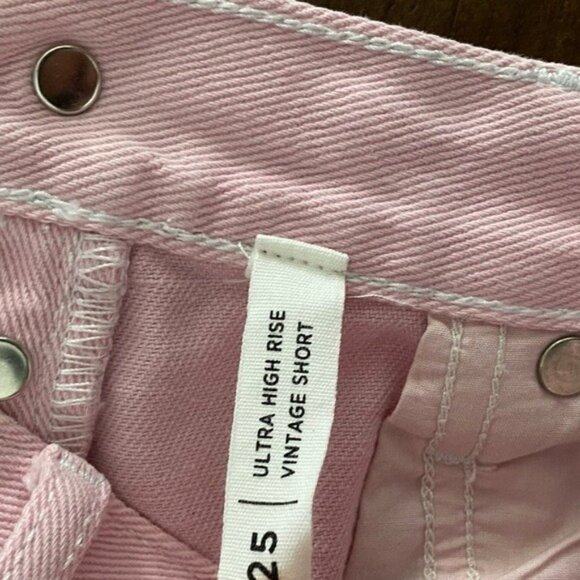 25 | ULTRA HIGH RISE
VINTAGE SHORT